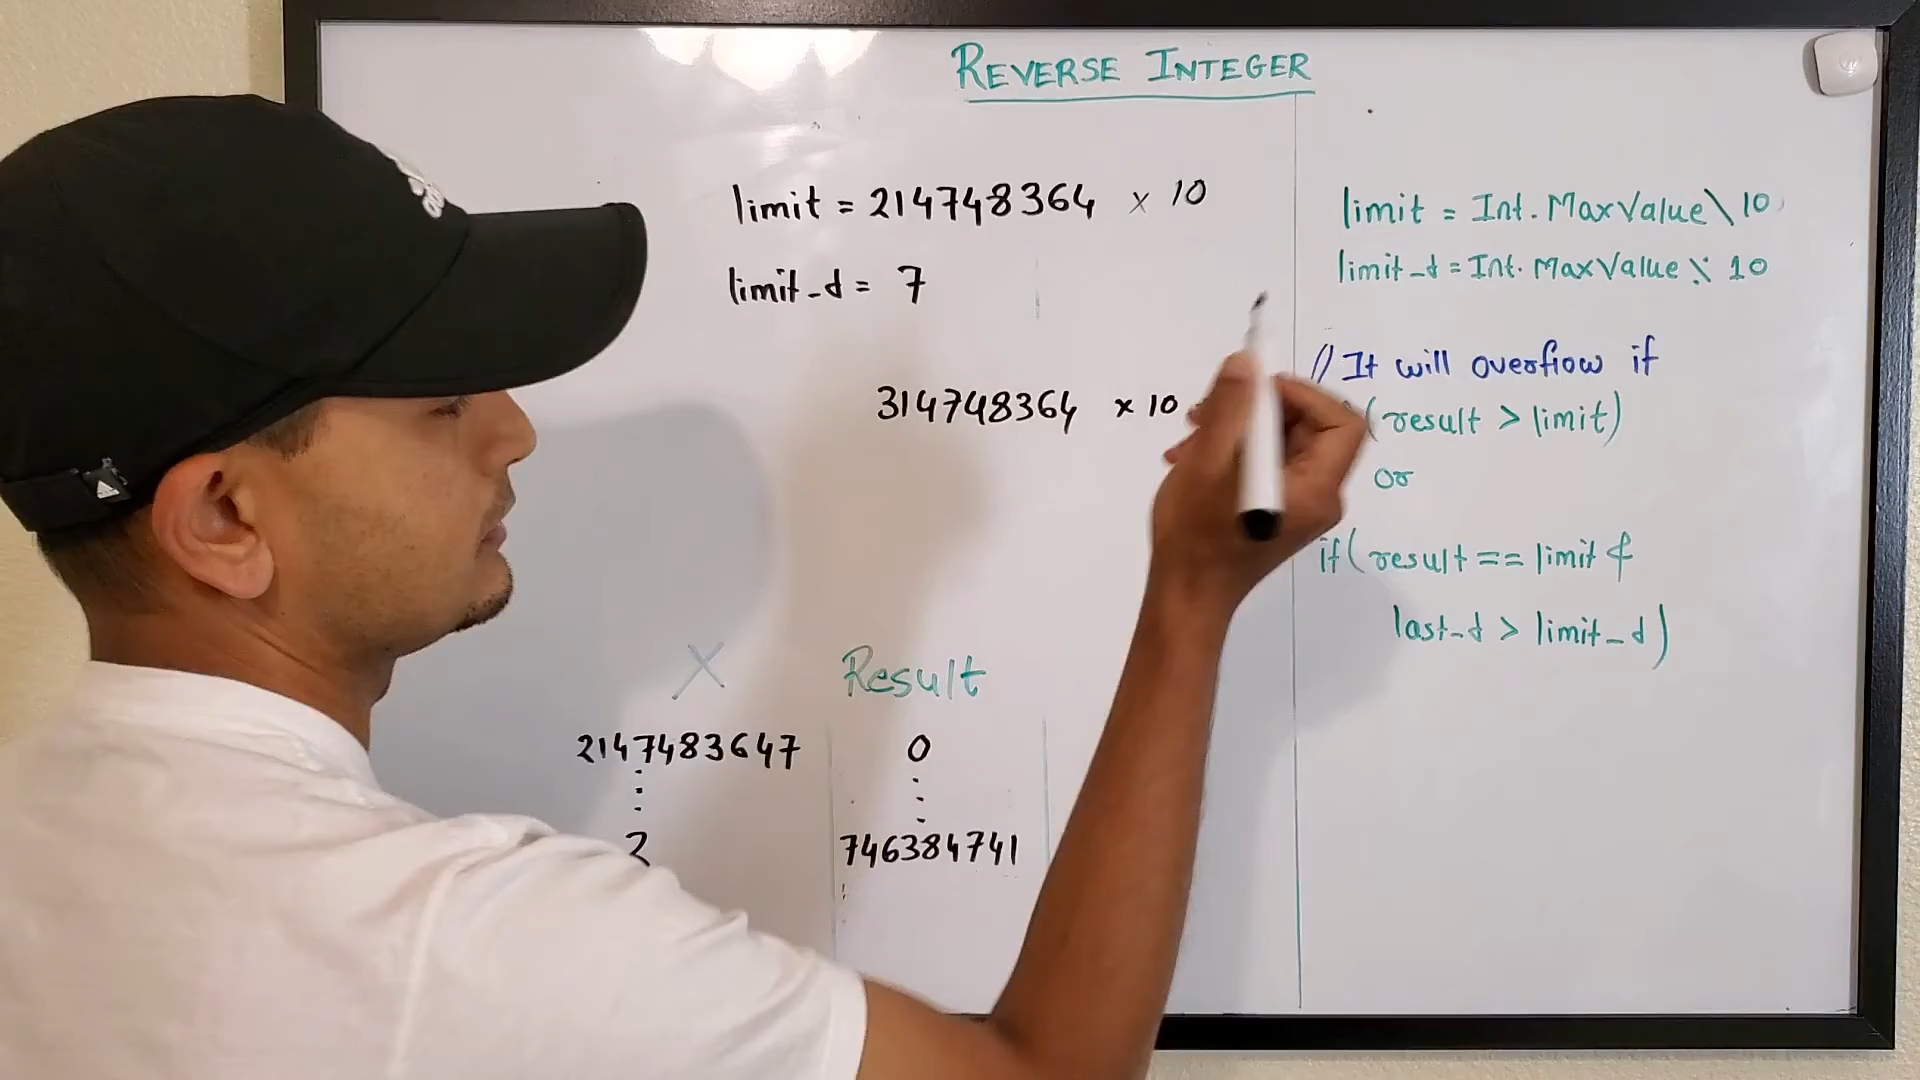 REVERSE INTEGER
limit = 214748364 × 10
limit_d = 7
314748364 × 10
X Result
2147483647 0
2 746384741
limit = Int.MaxValue\10
limit_d = Int.MaxValue % 10
// It will overflow if
(result > limit)
or
if(result == limit &
last_d > limit_d)